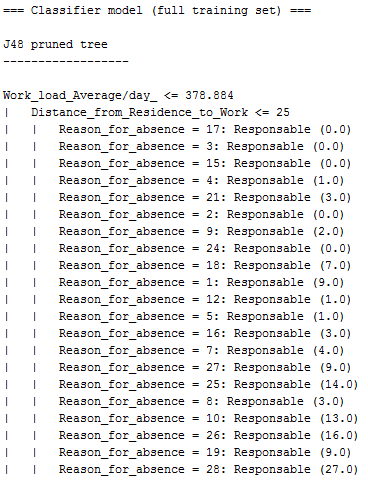 === Classifier model (full training set) ===
J48 pruned tree
------------------
Work_load_Average/day_ <= 378.884
|   Distance_from_Residence_to_Work <= 25
|   |   Reason_for_absence = 17: Responsable (0.0)
|   |   Reason_for_absence = 3: Responsable (0.0)
|   |   Reason_for_absence = 15: Responsable (0.0)
|   |   Reason_for_absence = 4: Responsable (1.0)
|   |   Reason_for_absence = 21: Responsable (3.0)
|   |   Reason_for_absence = 2: Responsable (0.0)
|   |   Reason_for_absence = 9: Responsable (2.0)
|   |   Reason_for_absence = 24: Responsable (0.0)
|   |   Reason_for_absence = 18: Responsable (7.0)
|   |   Reason_for_absence = 1: Responsable (9.0)
|   |   Reason_for_absence = 12: Responsable (1.0)
|   |   Reason_for_absence = 5: Responsable (1.0)
|   |   Reason_for_absence = 16: Responsable (3.0)
|   |   Reason_for_absence = 7: Responsable (4.0)
|   |   Reason_for_absence = 27: Responsable (9.0)
|   |   Reason_for_absence = 25: Responsable (14.0)
|   |   Reason_for_absence = 8: Responsable (3.0)
|   |   Reason_for_absence = 10: Responsable (13.0)
|   |   Reason_for_absence = 26: Responsable (16.0)
|   |   Reason_for_absence = 19: Responsable (9.0)
|   |   Reason_for_absence = 28: Responsable (27.0)